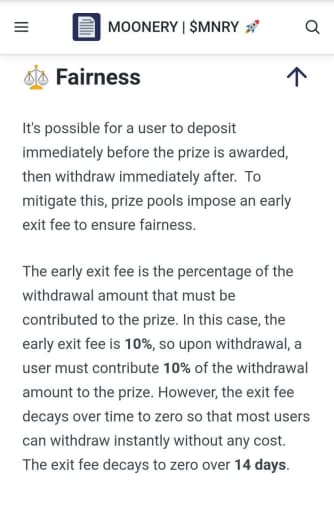 MOONERY | $MNRY 🚀
⚖️ Fairness
It's possible for a user to deposit
immediately before the prize is awarded,
then withdraw immediately after.  To
mitigate this, prize pools impose an early
exit fee to ensure fairness.
The early exit fee is the percentage of the
withdrawal amount that must be
contributed to the prize. In this case, the
early exit fee is 10%, so upon withdrawal, a
user must contribute 10% of the withdrawal
amount to the prize. However, the exit fee
decays over time to zero so that most users
can withdraw instantly without any cost.
The exit fee decays to zero over 14 days.